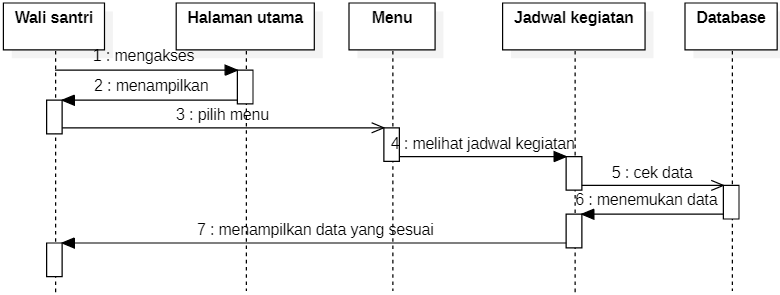 Wali santri
Halaman utama
Menu
Jadwal kegiatan
Database
1 : mengakses
2 : menampilkan
3 : pilih menu
4 : melihat jadwal kegiatan
5 : cek data
6 : menemukan data
7 : menampilkan data yang sesuai